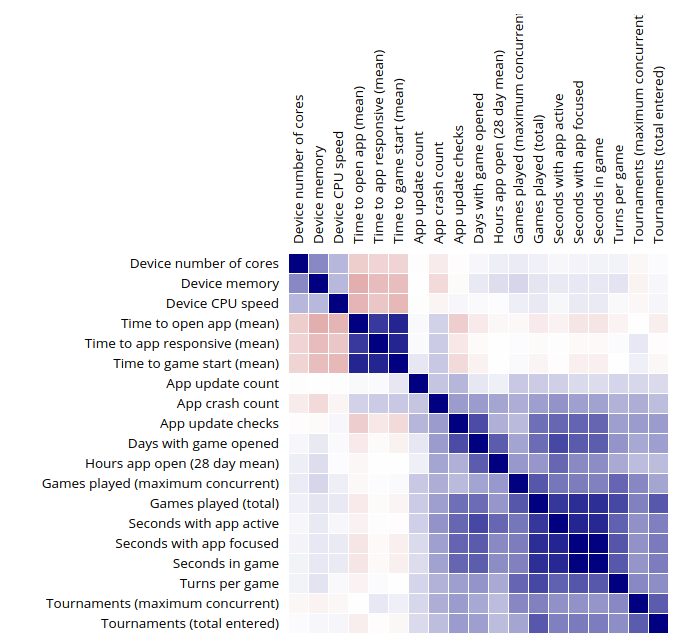 Device number of cores
Device memory
Device CPU speed
Time to open app (mean)
Time to app responsive (mean)
Time to game start (mean)
App update count
App crash count
App update checks
Days with game opened
Hours app open (28 day mean)
Games played (maximum concurrent
Games played (total)
Seconds with app active
Seconds with app focused
Seconds in game
Turns per game
Tournaments (maximum concurrent
Tournaments (total entered)
Device number of cores
Device memory
Device CPU speed
Time to open app (mean)
Time to app responsive (mean)
Time to game start (mean)
App update count
App crash count
App update checks
Days with game opened
Hours app open (28 day mean)
Games played (maximum concurrent)
Games played (total)
Seconds with app active
Seconds with app focused
Seconds in game
Turns per game
Tournaments (maximum concurrent)
Tournaments (total entered)